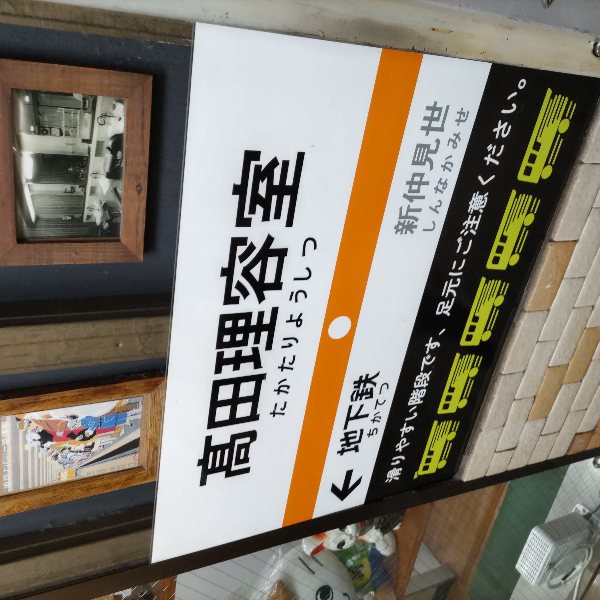 髙田理容室
たかたりようしつ
新仲見世
しんなかみせ
← 地下鉄
ちかてつ
滑りやすい階段です、足元にご注意ください。